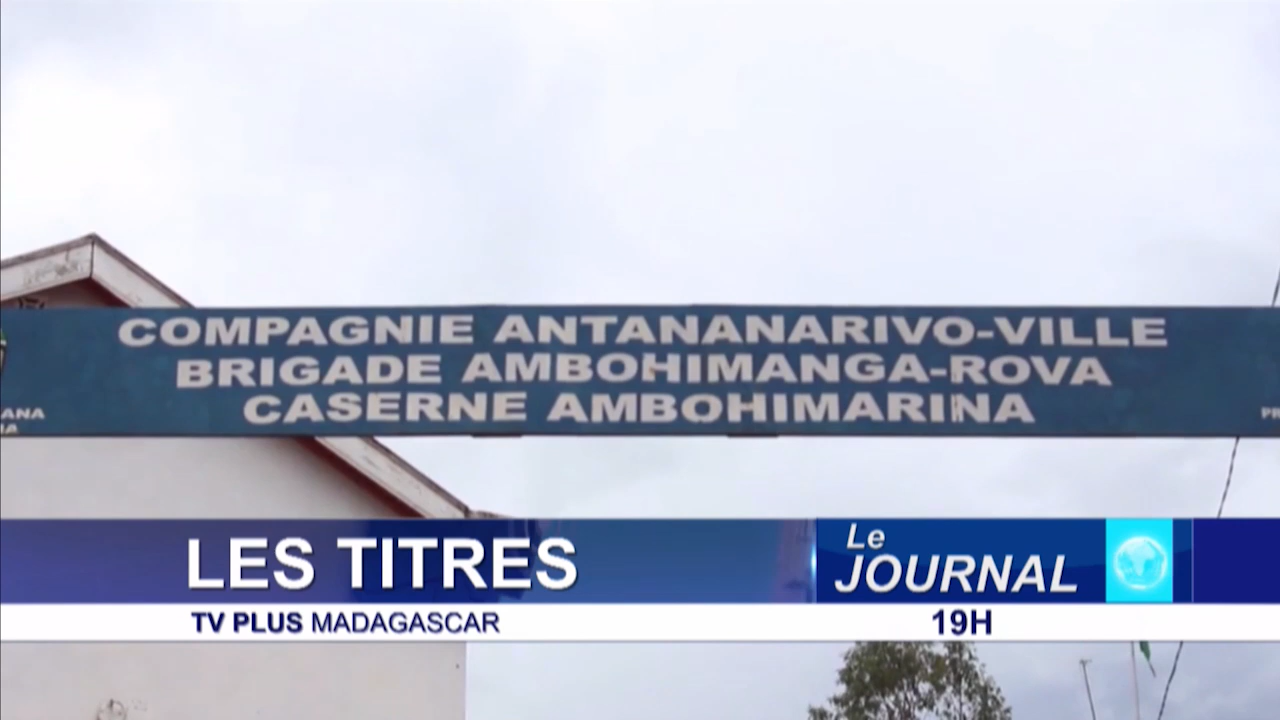 COMPAGNIE ANTANANARIVO-VILLE
BRIGADE AMBOHIMANGA-ROVA
CASERNE AMBOHIMARINA
LES TITRES
TV PLUS MADAGASCAR
Le
JOURNAL
19H